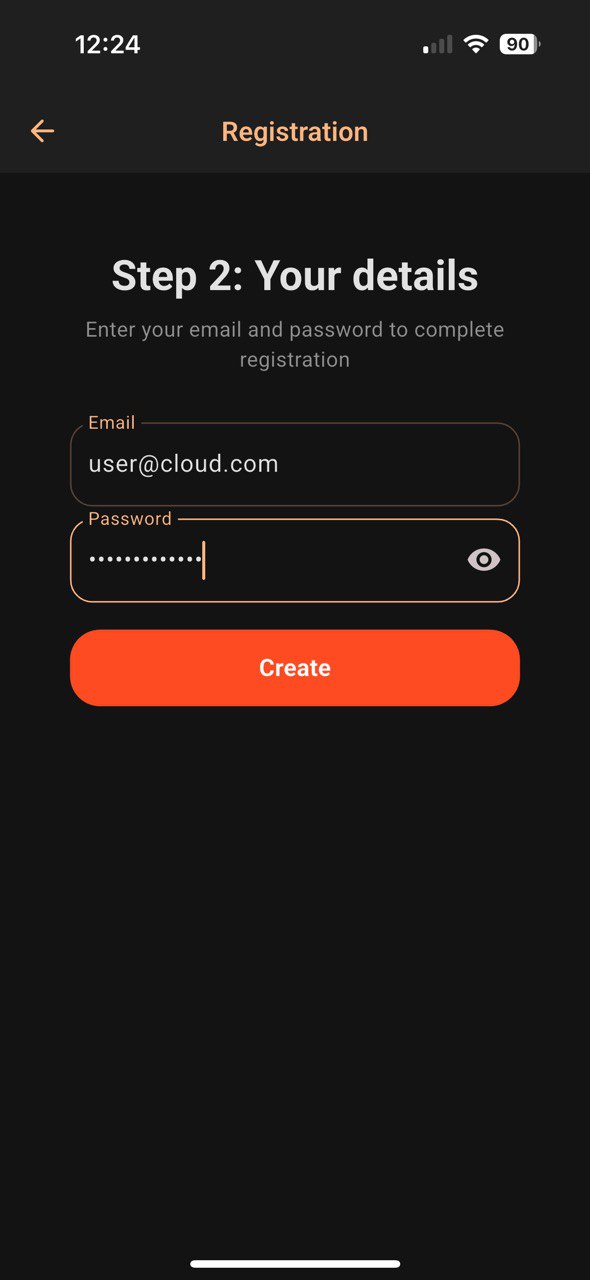 12:24
90
Registration
Step 2: Your details
Enter your email and password to complete
registration
Email
user@cloud.com
Password
•••••••••••••
Create